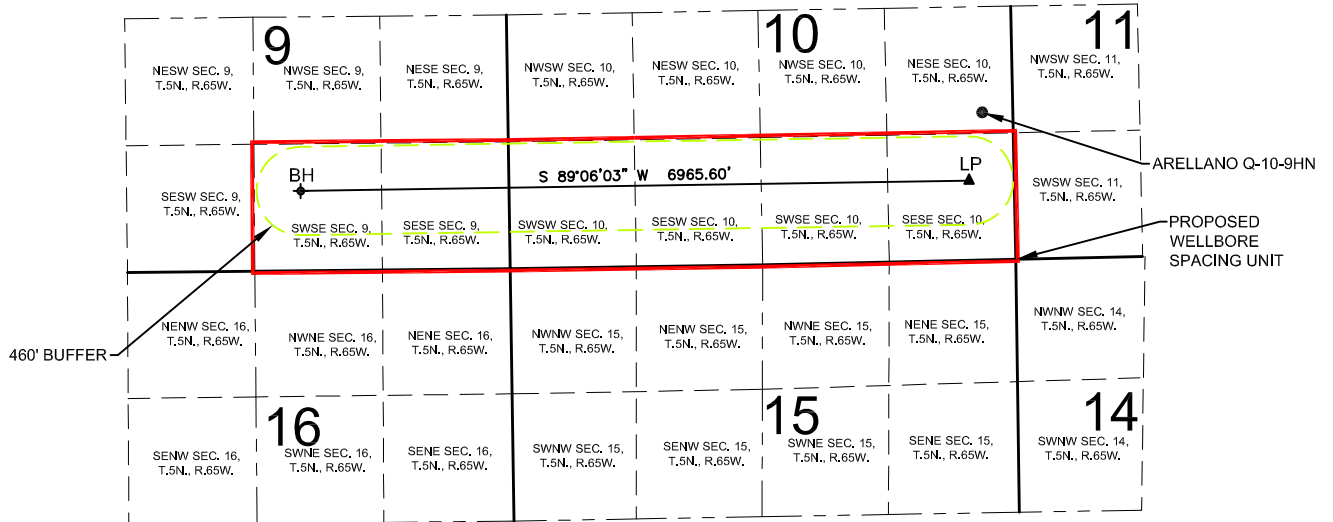 9
10
11
NESW SEC. 9,
T.5N., R.65W.
NWSE SEC. 9,
T.5N., R.65W.
NESE SEC. 9,
T.5N., R.65W.
NWSW SEC. 10,
T.5N., R.65W.
NESW SEC. 10,
T.5N., R.65W.
NWSE SEC. 10,
T.5N., R.65W.
NESE SEC. 10,
T.5N., R.65W.
NWSW SEC. 11,
T.5N., R.65W.
ARELLANO Q-10-9HN
BH
S 89°06'03" W 6965.60'
LP
SESW SEC. 9,
T.5N., R.65W.
SWSE SEC. 9,
T.5N., R.65W.
SESE SEC. 9,
T.5N., R.65W.
SWSW SEC. 10,
T.5N., R.65W.
SESW SEC. 10,
T.5N., R.65W.
SWSE SEC. 10,
T.5N., R.65W.
SESE SEC. 10,
T.5N., R.65W.
SWSW SEC. 11,
T.5N., R.65W.
PROPOSED
WELLBORE
SPACING UNIT
460' BUFFER
NENW SEC. 16,
T.5N., R.65W.
NWNE SEC. 16,
T.5N., R.65W.
NENE SEC. 16,
T.5N., R.65W.
NWNW SEC. 15,
T.5N., R.65W.
NENW SEC. 15,
T.5N., R.65W.
NWNE SEC. 15,
T.5N., R.65W.
NENE SEC. 15,
T.5N., R.65W.
NWNW SEC. 14,
T.5N., R.65W.
16
15
14
SENW SEC. 16,
T.5N., R.65W.
SWNE SEC. 16,
T.5N., R.65W.
SENE SEC. 16,
T.5N., R.65W.
SWNW SEC. 15,
T.5N., R.65W.
SENW SEC. 15,
T.5N., R.65W.
SWNE SEC. 15,
T.5N., R.65W.
SENE SEC. 15,
T.5N., R.65W.
SWNW SEC. 14,
T.5N., R.65W.